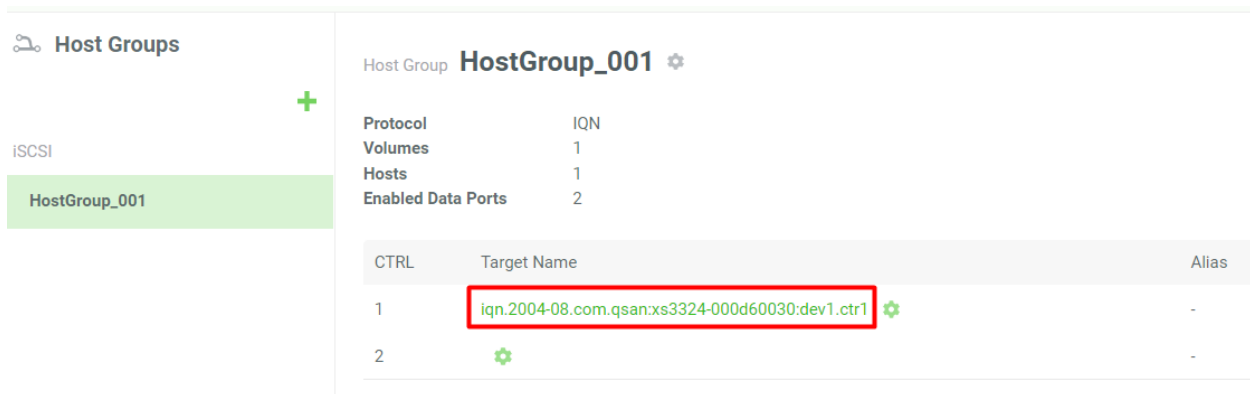 Host Groups
iSCSI
HostGroup_001
Host Group HostGroup_001
Protocol IQN
Volumes 1
Hosts 1
Enabled Data Ports 2
CTRL Target Name Alias
1 iqn.2004-08.com.qsan:xs3324-000d60030:dev1.ctr1 -
2 -